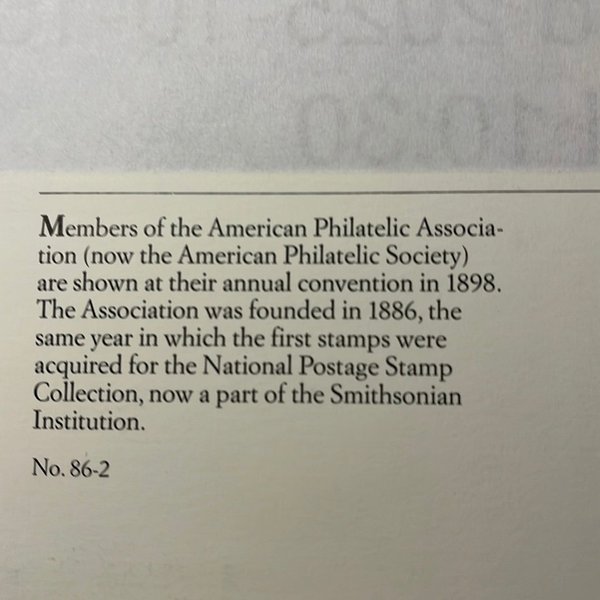 Members of the American Philatelic Associa-
tion (now the American Philatelic Society)
are shown at their annual convention in 1898.
The Association was founded in 1886, the
same year in which the first stamps were
acquired for the National Postage Stamp
Collection, now a part of the Smithsonian
Institution.
No. 86-2